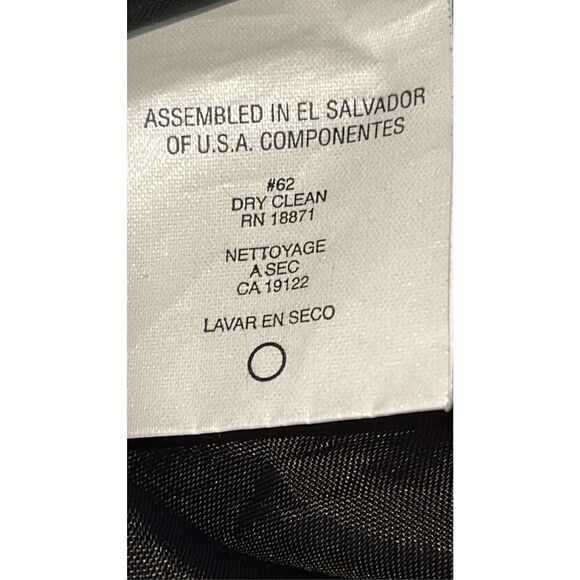 ASSEMBLED IN EL SALVADOR
OF U.S.A. COMPONENTES
#62
DRY CLEAN
RN 18871
NETTOYAGE
A SEC
CA 19122
LAVAR EN SECO